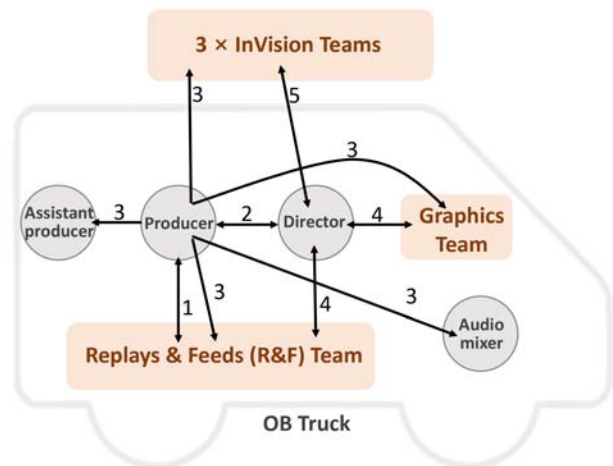 3 × InVision Teams
3
5
3
Assistant
producer
3
Producer
2
Director
4
Graphics
Team
1
3
4
3
Audio
mixer
Replays & Feeds (R&F) Team
OB Truck